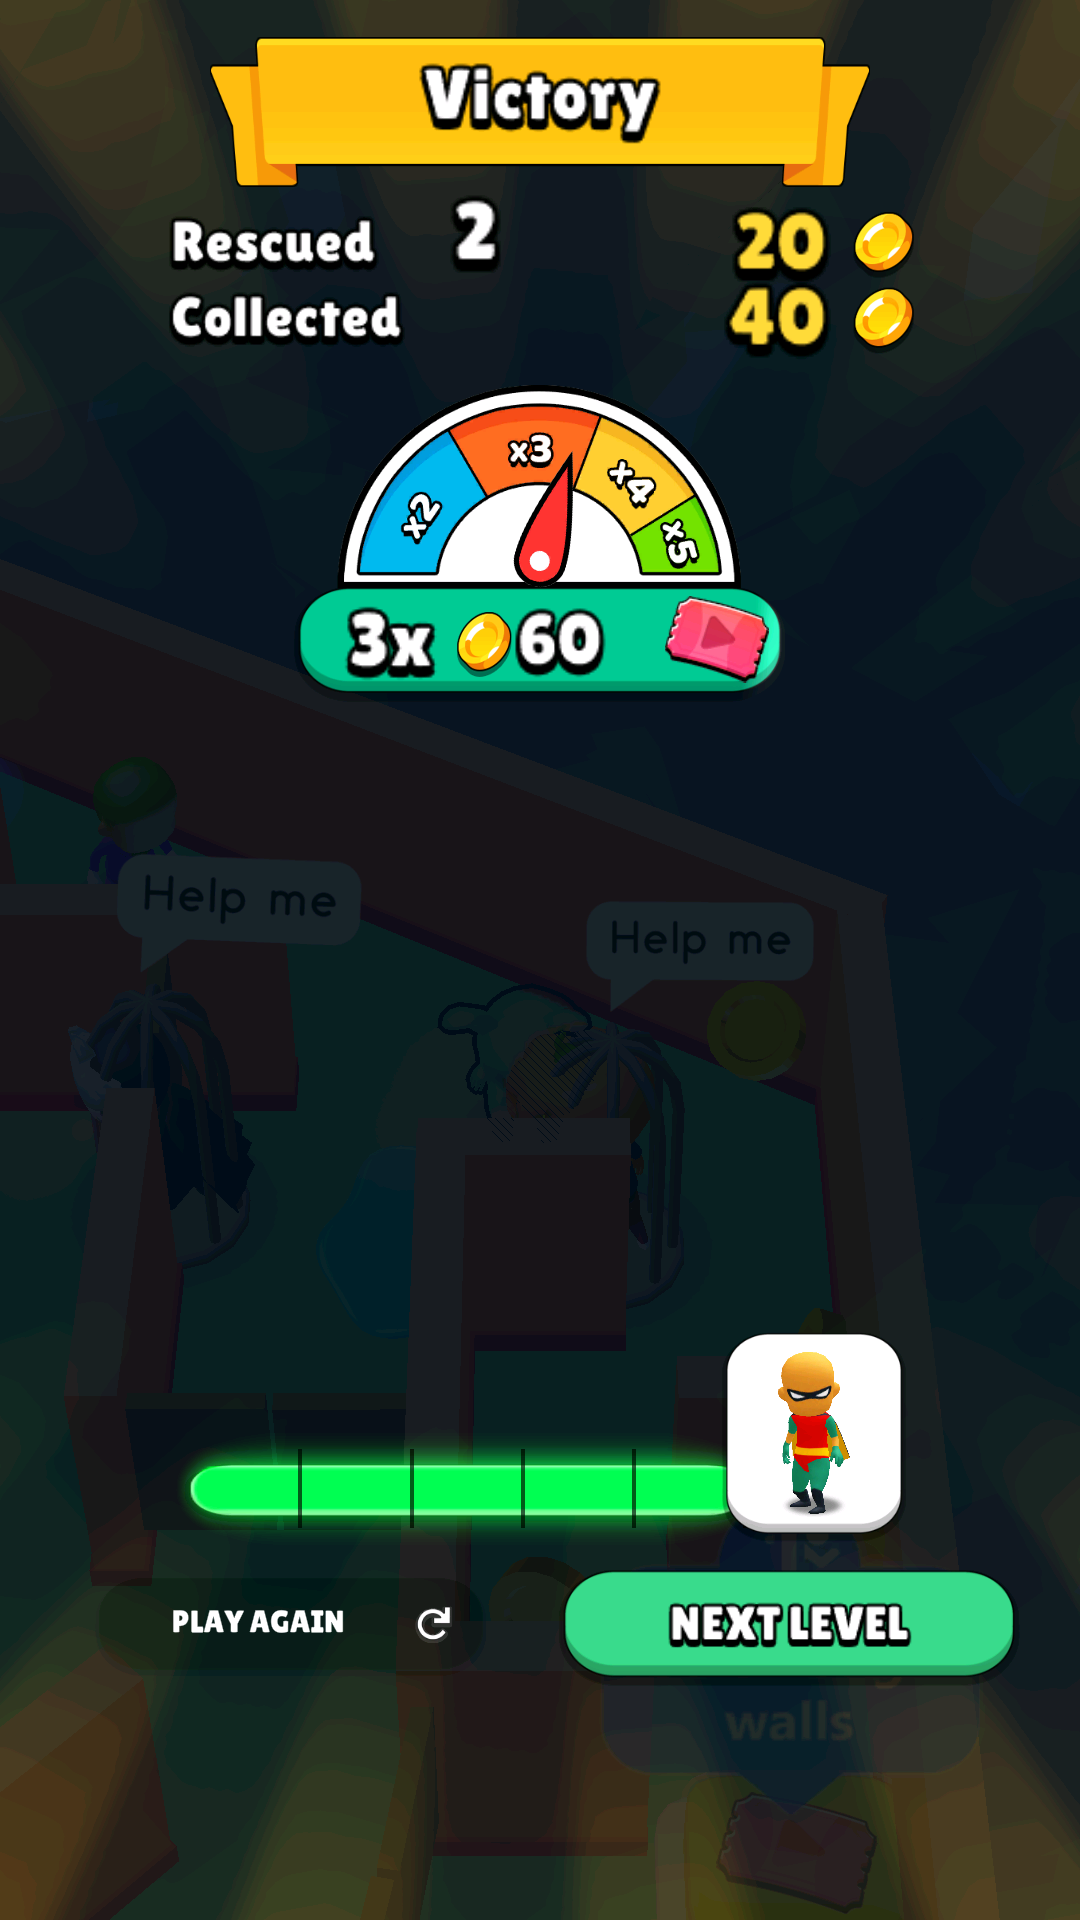 Victory
Rescued 2 20
Collected 40
x2 x3 x4 x5
3x 60
Help me
Help me
PLAY AGAIN
NEXT LEVEL
walls